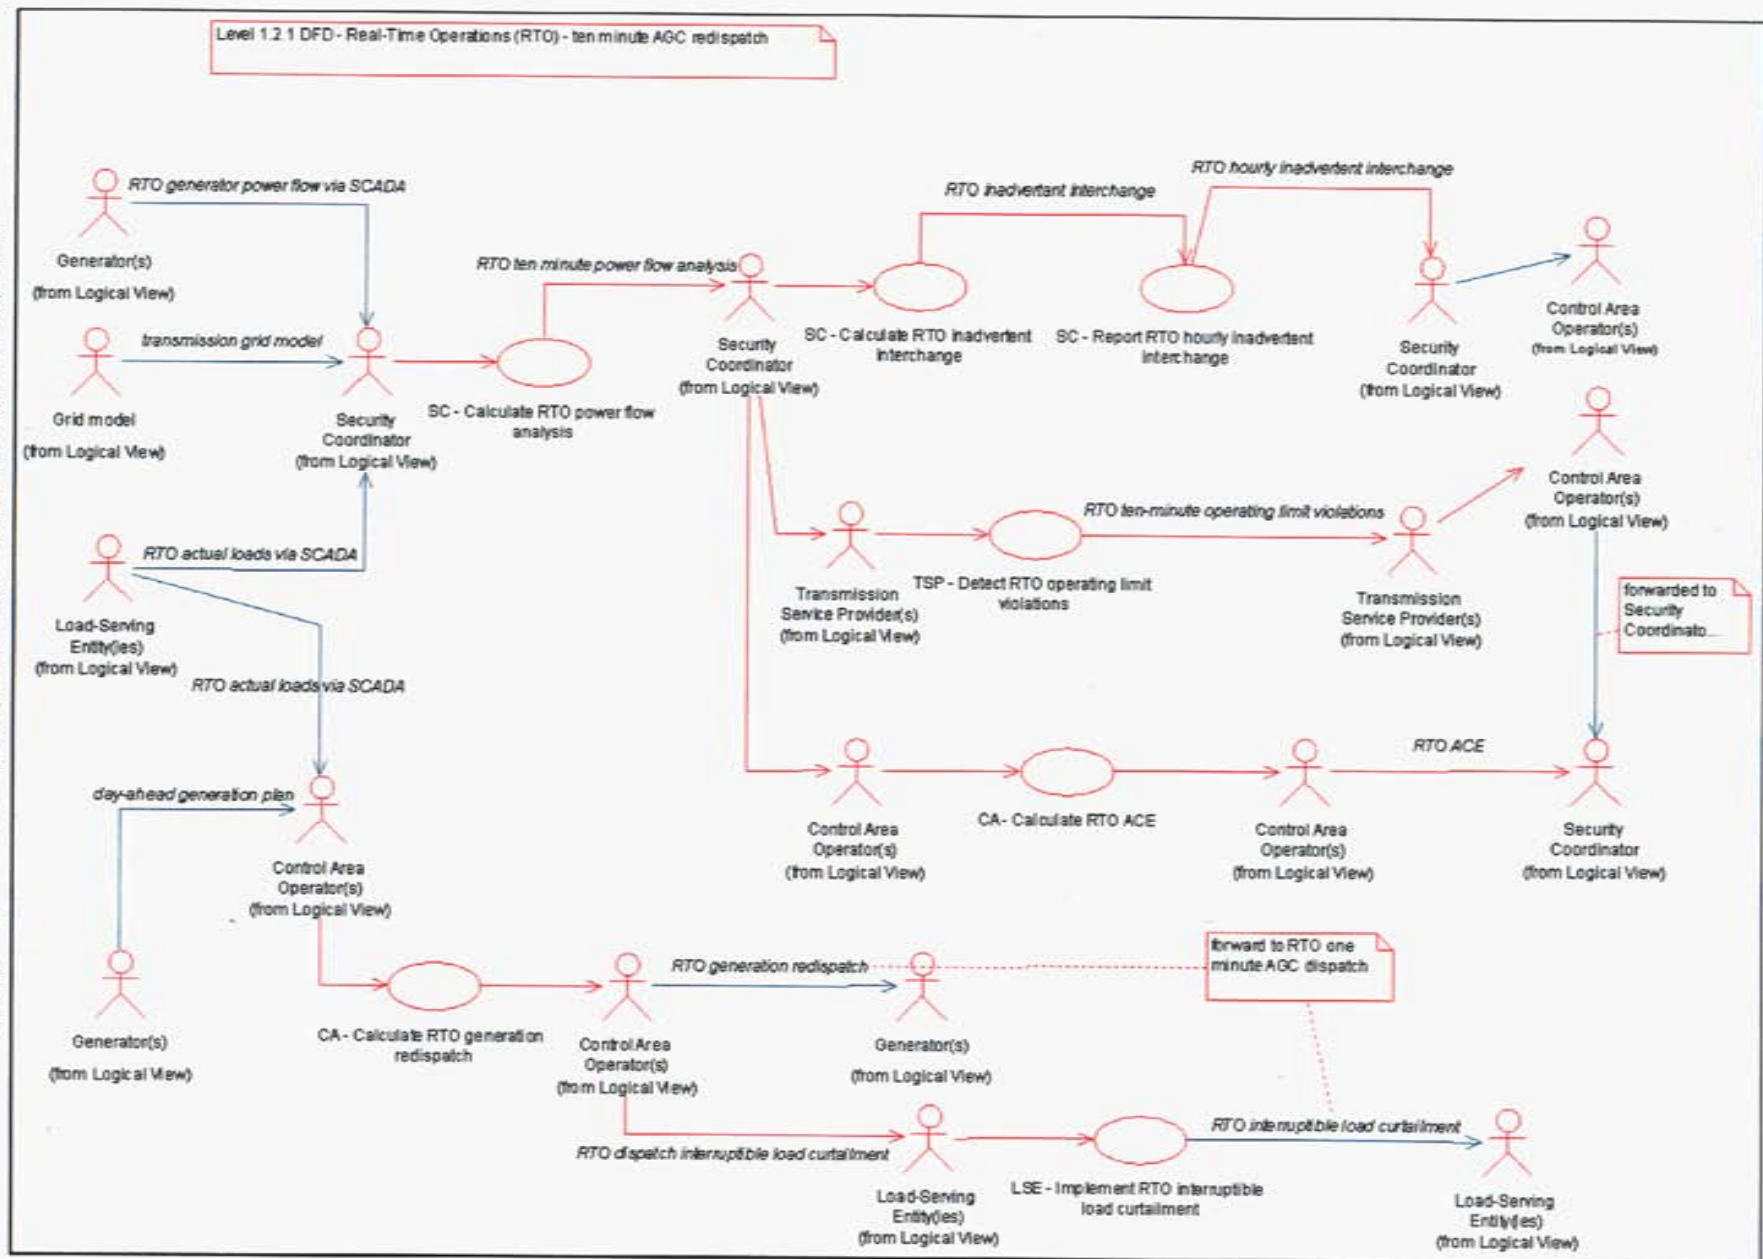 Level 1.2.1 DFD - Real-Time Operations (RTO) - ten minute AGC redispatch
RTO generator power flow via SCADA
Generator(s)
(from Logical View)
transmission grid model
Grid model
(from Logical View)
Security
Coordinator
(from Logical View)
RTO actual loads via SCADA
Load-Serving
Entity(ies)
(from Logical View)
RTO actual loads via SCADA
SC - Calculate RTO power flow
analysis
RTO ten minute power flow analysis
Security
Coordinator
(from Logical View)
RTO inadvertant interchange
SC - Calculate RTO inadvertent
interchange
RTO hourly inadvertent interchange
SC - Report RTO hourly inadvertent
interchange
Security
Coordinator
(from Logical View)
Control Area
Operator(s)
(from Logical View)
Transmission
Service Provider(s)
(from Logical View)
TSP - Detect RTO operating limit
violations
RTO ten-minute operating limit violations
Transmission
Service Provider(s)
(from Logical View)
Control Area
Operator(s)
(from Logical View)
forwarded to
Security
Coordinato...
Control Area
Operator(s)
(from Logical View)
CA - Calculate RTO ACE
Control Area
Operator(s)
(from Logical View)
RTO ACE
Security
Coordinator
(from Logical View)
day-ahead generation plan
Control Area
Operator(s)
(from Logical View)
Generator(s)
(from Logical View)
CA - Calculate RTO generation
redispatch
Control Area
Operator(s)
(from Logical View)
RTO generation redispatch
Generator(s)
(from Logical View)
forward to RTO one
minute AGC dispatch
RTO dispatch interruptible load curtailment
Load-Serving
Entity(ies)
(from Logical View)
LSE - Implement RTO interruptible
load curtailment
RTO interruptible load curtailment
Load-Serving
Entity(ies)
(from Logical View)